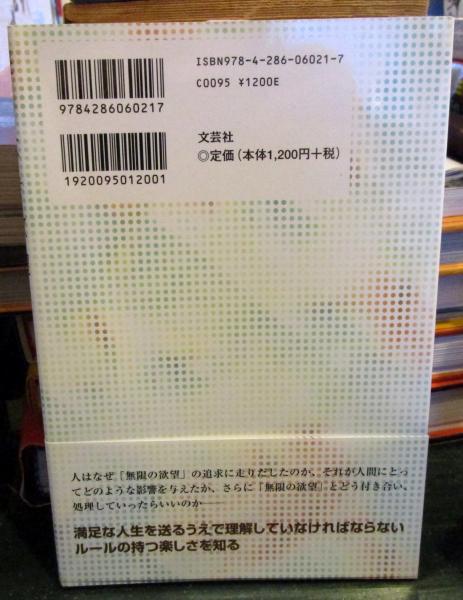 ISBN978-4-286-06021-7
C0095 ¥1200E
9784286060217
文芸社
◎定価(本体1,200円+税)
1920095012001
人はなぜ「無限の欲望」の追求に走りだしたのか、それが人間にとっ
てどのような影響を与えたか、さらに「無限の欲望」とどう付き合い、
処理していったらいいのか
満足な人生を送るうえで理解していなければならない
ルールの持つ楽しさを知る